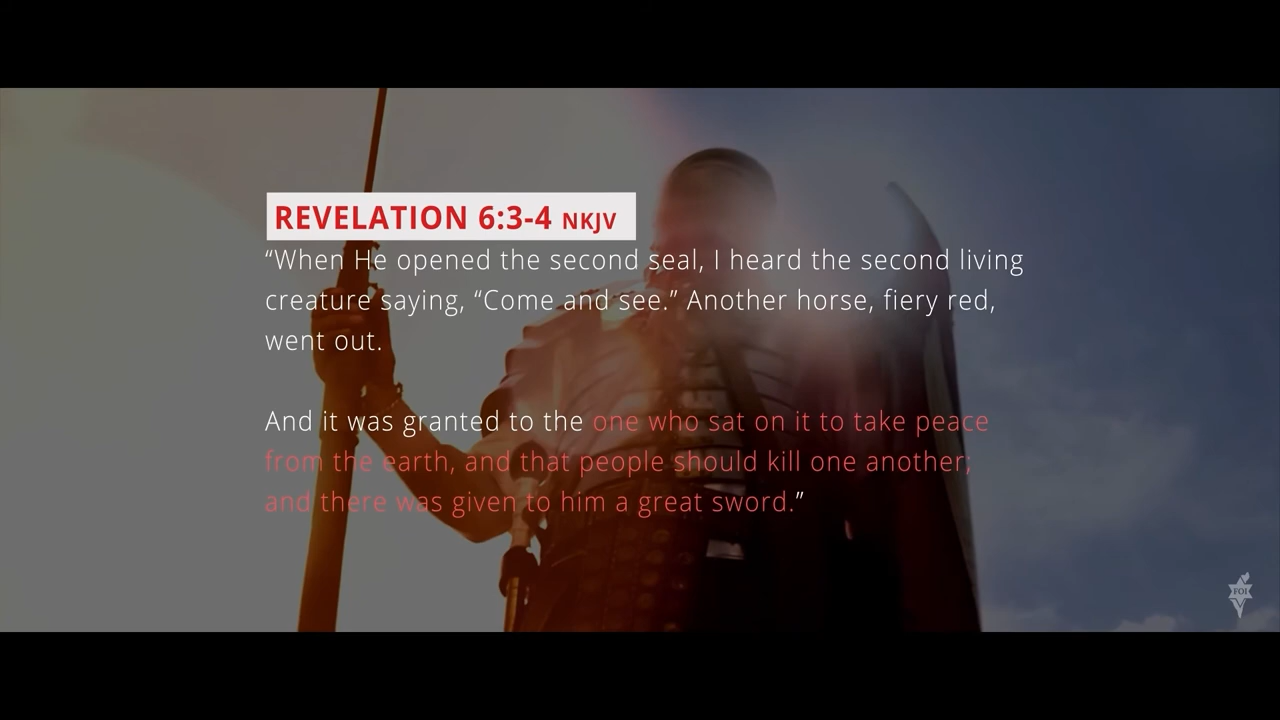 REVELATION 6:3-4 NKJV
“When He opened the second seal, I heard the second living
creature saying, “Come and see.” Another horse, fiery red,
went out.
And it was granted to the one who sat on it to take peace
from the earth, and that people should kill one another;
and there was given to him a great sword.”
FOI